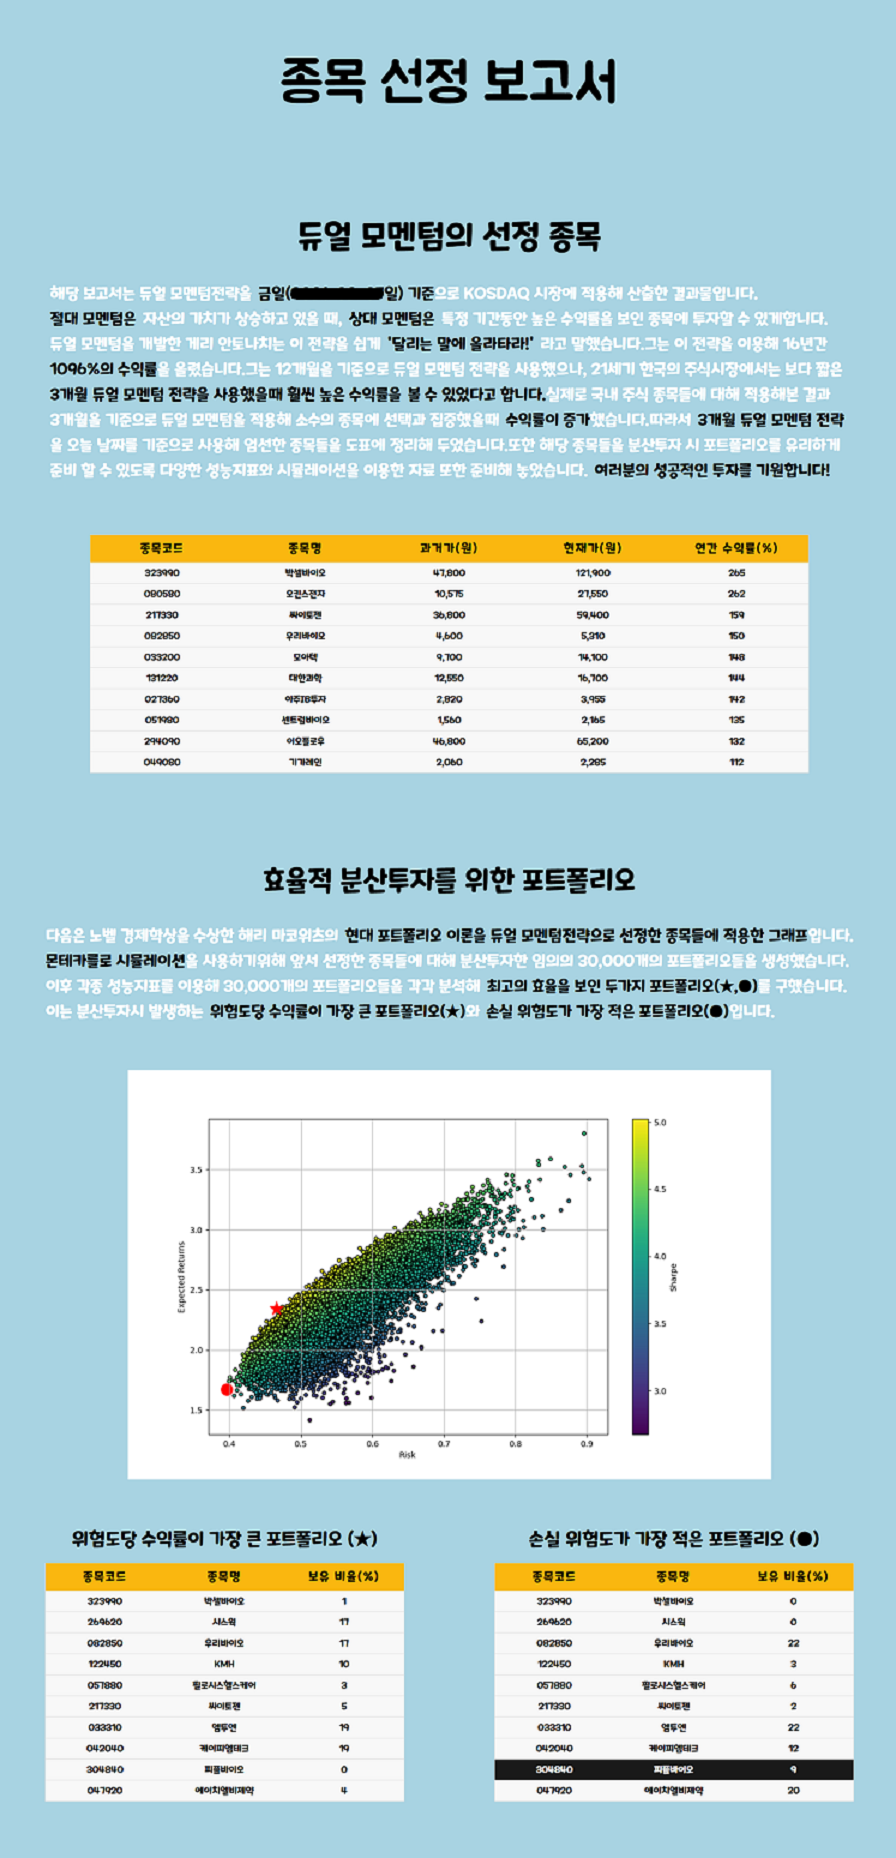 종목 선정 보고서
듀얼 모멘텀의 선정 종목
해당 보고서는 듀얼 모멘텀전략을 금일( 일) 기준으로 KOSDAQ 시장에 적용해 산출한 결과물입니다.
절대 모멘텀은 자산의 가치가 상승하고 있을 때, 상대 모멘텀은 특정 기간동안 높은 수익률을 보인 종목에 투자할 수 있게합니다.
듀얼 모멘텀을 개발한 게리 안토나치는 이 전략을 쉽게 '달리는 말에 올라타라!' 라고 말했습니다.그는 이 전략을 이용해 16년간
1096%의 수익률을 올렸습니다.그는 12개월을 기준으로 듀얼 모멘텀 전략을 사용했으나, 21세기 한국의 주식시장에서는 보다 짧은
3개월 듀얼 모멘텀 전략을 사용했을때 훨씬 높은 수익률을 볼 수 있었다고 합니다.실제로 국내 주식 종목들에 대해 적용해본 결과
3개월을 기준으로 듀얼 모멘텀을 적용해 소수의 종목에 선택과 집중했을때 수익률이 증가했습니다.따라서 3개월 듀얼 모멘텀 전략
을 오늘 날짜를 기준으로 사용해 엄선한 종목들을 도표에 정리해 두었습니다.또한 해당 종목들을 분산투자 시 포트폴리오를 유리하게
준비 할 수 있도록 다양한 성능지표와 시뮬레이션을 이용한 자료 또한 준비해 놓았습니다. 여러분의 성공적인 투자를 기원합니다!
종목코드 종목명 과거가(원) 현재가(원) 연간 수익률(%)
323990 박셀바이오 47,800 121,900 265
080580 오킨스전자 10,575 27,550 262
217330 싸이토젠 36,800 59,400 159
082850 우리바이오 4,600 5,310 150
033200 모아텍 9,700 14,100 148
131220 대한과학 12,550 16,700 144
027360 아주IB투자 2,820 3,955 142
051980 센트럴바이오 1,560 2,165 135
294090 이오플로우 46,800 65,200 132
049080 기가레인 2,060 2,285 112
효율적 분산투자를 위한 포트폴리오
다음은 노벨 경제학상을 수상한 해리 마코위츠의 현대 포트폴리오 이론을 듀얼 모멘텀전략으로 선정한 종목들에 적용한 그래프입니다.
몬테카를로 시뮬레이션을 사용하기위해 앞서 선정한 종목들에 대해 분산투자한 임의의 30,000개의 포트폴리오들을 생성했습니다.
이후 각종 성능지표를 이용해 30,000개의 포트폴리오들을 각각 분석해 최고의 효율을 보인 두가지 포트폴리오(★,●)를 구했습니다.
이는 분산투자시 발생하는 위험도당 수익률이 가장 큰 포트폴리오(★)와 손실 위험도가 가장 적은 포트폴리오(●)입니다.
Expected Returns
3.5
3.0
2.5
2.0
1.5
0.4 0.5 0.6 0.7 0.8 0.9
Risk
5.0
4.5
4.0
3.5
3.0
Sharpe
위험도당 수익률이 가장 큰 포트폴리오 (★)
종목코드 종목명 보유 비율(%)
323990 박셀바이오 1
269620 시스웍 17
082850 우리바이오 17
122450 KMH 10
057880 필로시스헬스케어 3
217330 싸이토젠 5
033310 엠투엔 19
042040 케이피엠테크 19
304840 피플바이오 0
047920 에이치엘비제약 4
손실 위험도가 가장 적은 포트폴리오 (●)
종목코드 종목명 보유 비율(%)
323990 박셀바이오 0
269620 시스웍 0
082850 우리바이오 22
122450 KMH 3
057880 필로시스헬스케어 6
217330 싸이토젠 2
033310 엠투엔 22
042040 케이피엠테크 12
304840 피플바이오 9
047920 에이치엘비제약 20